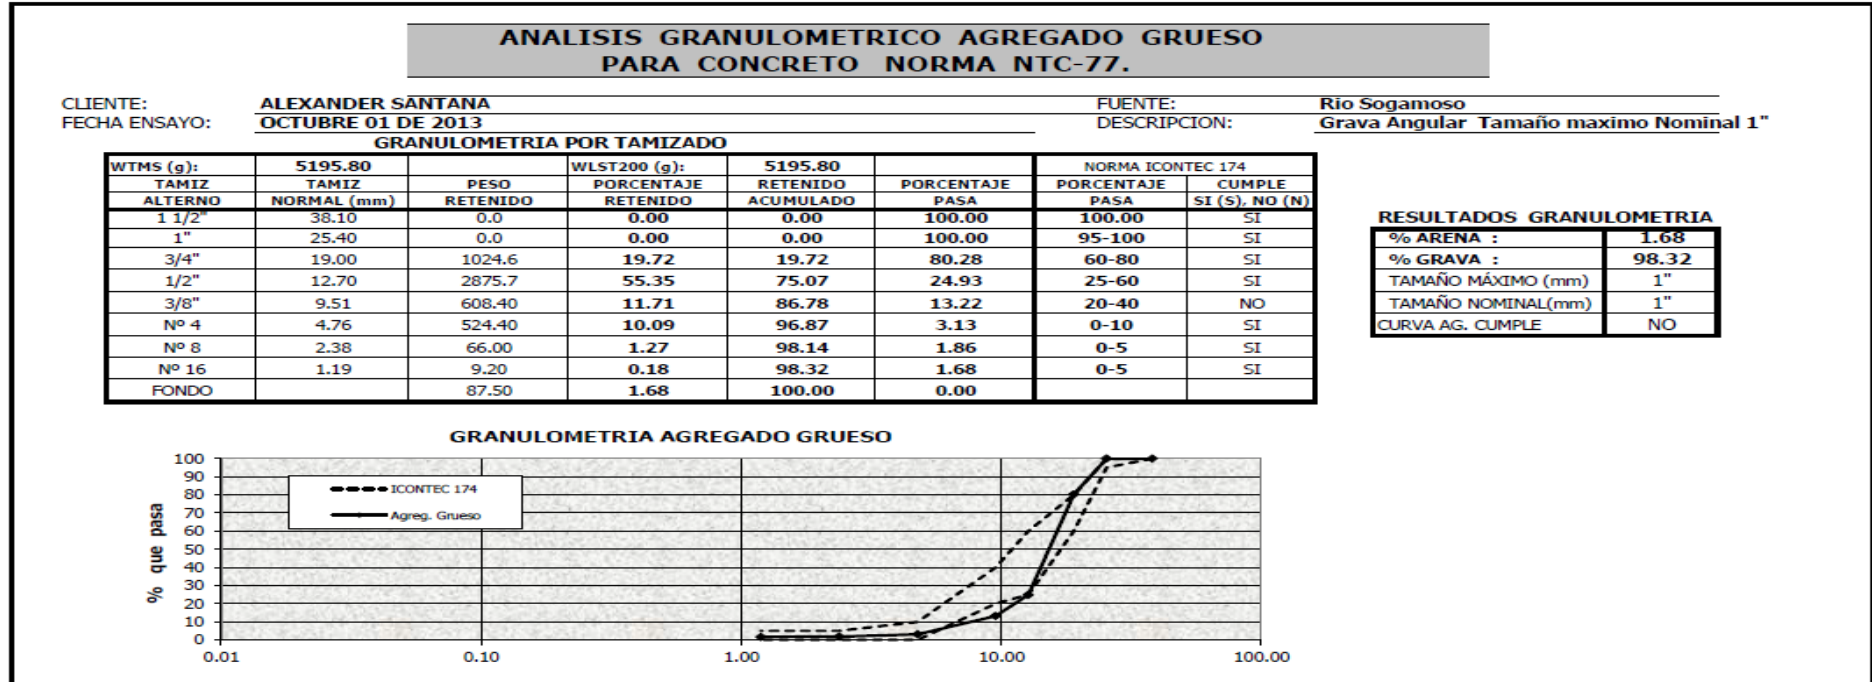 ANALISIS GRANULOMETRICO AGREGADO GRUESO
PARA CONCRETO NORMA NTC-77.
CLIENTE: ALEXANDER SANTANA FUENTE: Rio Sogamoso
FECHA ENSAYO: OCTUBRE 01 DE 2013 DESCRIPCION: Grava Angular Tamaño maximo Nominal 1"
GRANULOMETRIA POR TAMIZADO
WTMS (g): 5195.80 WLST200 (g): 5195.80 NORMA ICONTEC 174
TAMIZ TAMIZ PESO PORCENTAJE RETENIDO PORCENTAJE PORCENTAJE CUMPLE
ALTERNO NORMAL (mm) RETENIDO RETENIDO ACUMULADO PASA PASA SI (S), NO (N)
1 1/2" 38.10 0.0 0.00 0.00 100.00 100.00 SI
1" 25.40 0.0 0.00 0.00 100.00 95-100 SI
3/4" 19.00 1024.6 19.72 19.72 80.28 60-80 SI
1/2" 12.70 2875.7 55.35 75.07 24.93 25-60 SI
3/8" 9.51 608.40 11.71 86.78 13.22 20-40 NO
Nº 4 4.76 524.40 10.09 96.87 3.13 0-10 SI
Nº 8 2.38 66.00 1.27 98.14 1.86 0-5 SI
Nº 16 1.19 9.20 0.18 98.32 1.68 0-5 SI
FONDO 87.50 1.68 100.00 0.00
RESULTADOS GRANULOMETRIA
% ARENA : 1.68
% GRAVA : 98.32
TAMAÑO MÁXIMO (mm) 1"
TAMAÑO NOMINAL(mm) 1"
CURVA AG. CUMPLE NO
GRANULOMETRIA AGREGADO GRUESO
% que pasa
100
90
80
70
60
50
40
30
20
10
0
ICONTEC 174
Agreg. Grueso
0.01 0.10 1.00 10.00 100.00